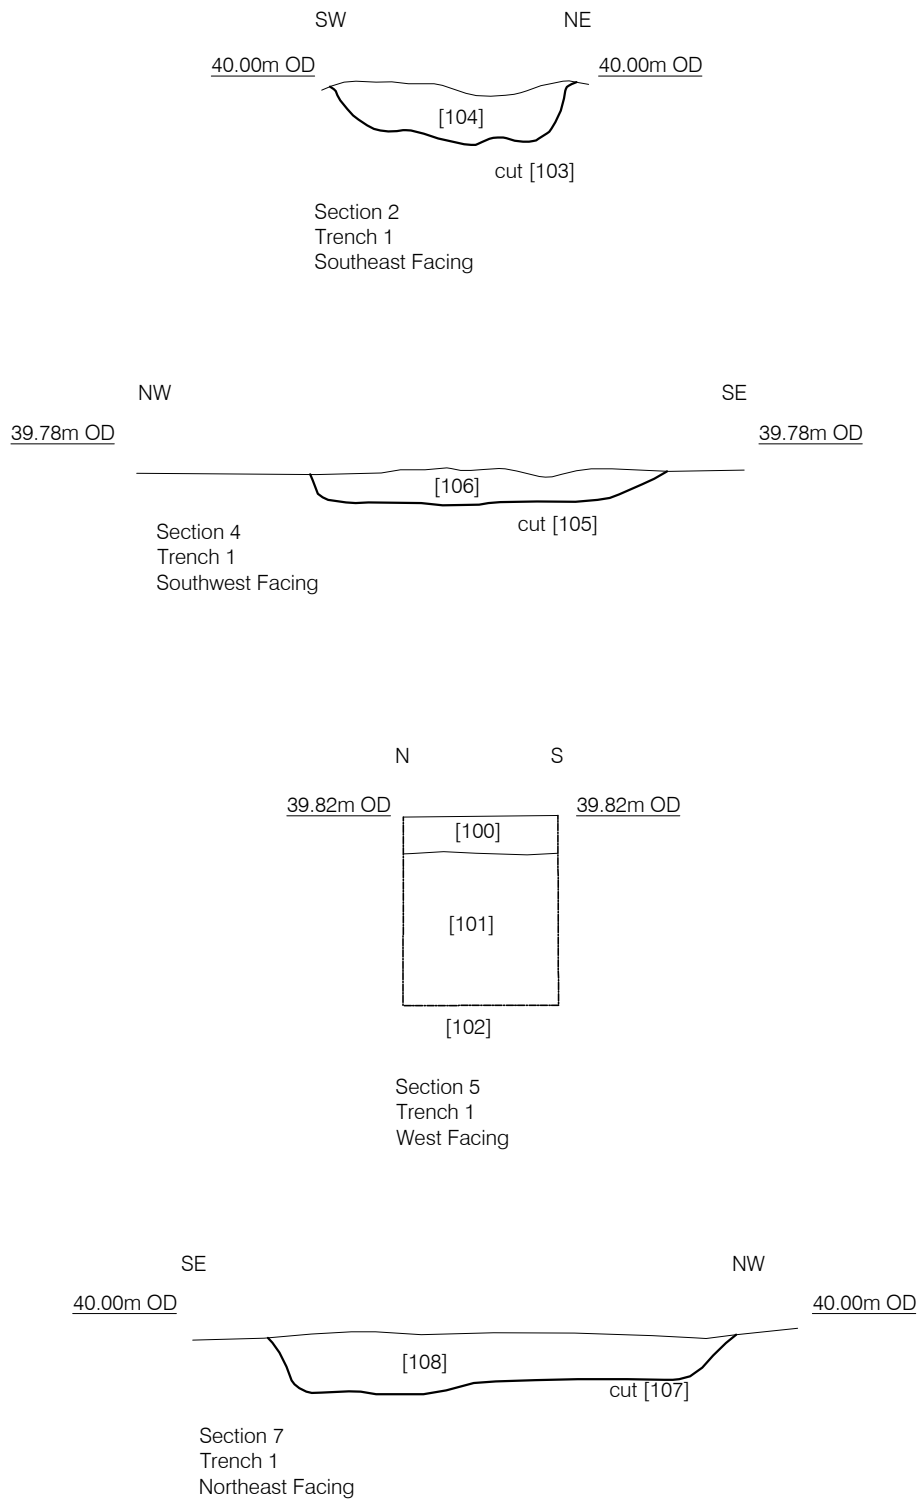 SW NE
40.00m OD 40.00m OD
[104]
cut [103]
Section 2
Trench 1
Southeast Facing
NW SE
39.78m OD 39.78m OD
[106]
cut [105]
Section 4
Trench 1
Southwest Facing
N S
39.82m OD 39.82m OD
[100]
[101]
[102]
Section 5
Trench 1
West Facing
SE NW
40.00m OD 40.00m OD
[108]
cut [107]
Section 7
Trench 1
Northeast Facing